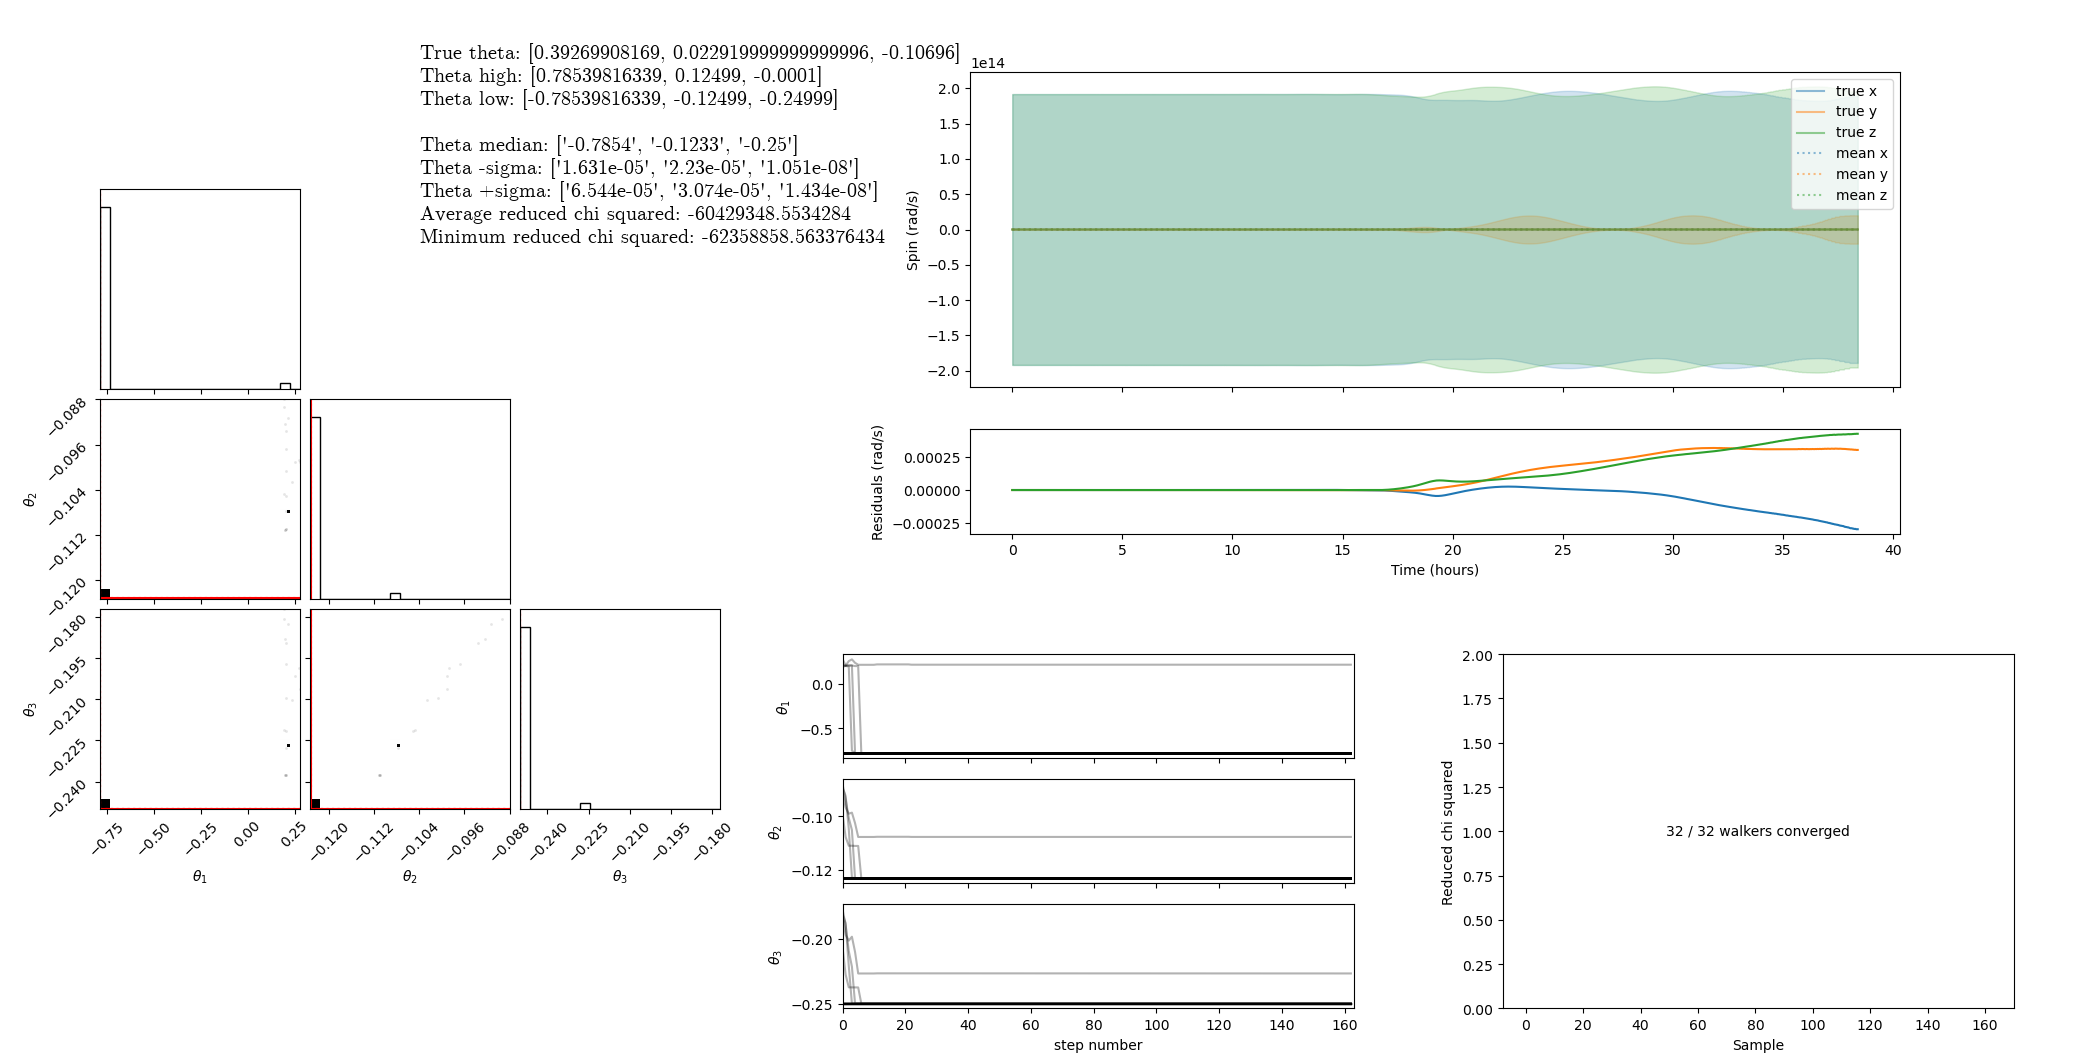 True theta: [0.39269908169, 0.022919999999999996, -0.10696]
Theta high: [0.78539816339, 0.12499, -0.0001]
Theta low: [-0.78539816339, -0.12499, -0.24999]
Theta median: ['-0.7854', '-0.1233', '-0.25']
Theta -sigma: ['1.631e-05', '2.23e-05', '1.051e-08']
Theta +sigma: ['6.544e-05', '3.074e-05', '1.434e-08']
Average reduced chi squared: -60429348.5534284
Minimum reduced chi squared: -62358858.563376434
−0.088
−0.096
−0.104
−0.112
−0.120
θ2
−0.180
−0.195
−0.210
−0.225
−0.240
θ3
−0.75
−0.50
−0.25
0.00
0.25
θ1
−0.120
−0.112
−0.104
−0.096
−0.088
θ2
−0.240
−0.225
−0.210
−0.195
−0.180
θ3
1e14
2.0
1.5
1.0
0.5
0.0
−0.5
−1.0
−1.5
−2.0
Spin (rad/s)
true x
true y
true z
mean x
mean y
mean z
0.00025
0.00000
−0.00025
Residuals (rad/s)
0
5
10
15
20
25
30
35
40
Time (hours)
0.0
−0.5
θ1
−0.10
−0.12
θ2
−0.20
−0.25
θ3
0
20
40
60
80
100
120
140
160
step number
2.00
1.75
1.50
1.25
1.00
0.75
0.50
0.25
0.00
Reduced chi squared
32 / 32 walkers converged
0
20
40
60
80
100
120
140
160
Sample